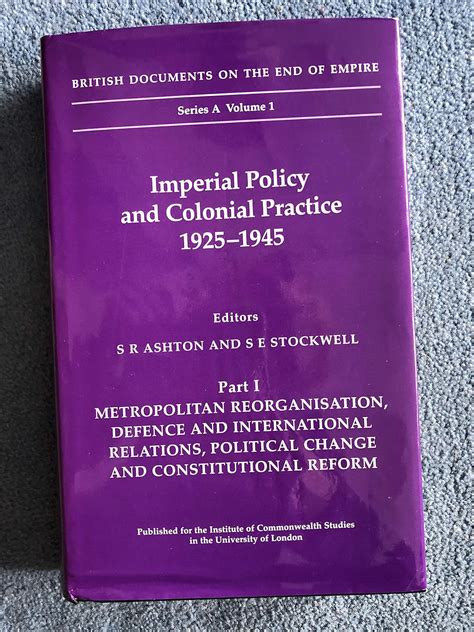 BRITISH DOCUMENTS ON THE END OF EMPIRE
Series A Volume 1
Imperial Policy
and Colonial Practice
1925–1945
Editors
S R ASHTON AND S E STOCKWELL
Part I
METROPOLITAN REORGANISATION,
DEFENCE AND INTERNATIONAL
RELATIONS, POLITICAL CHANGE
AND CONSTITUTIONAL REFORM
Published for the Institute of Commonwealth Studies
in the University of London